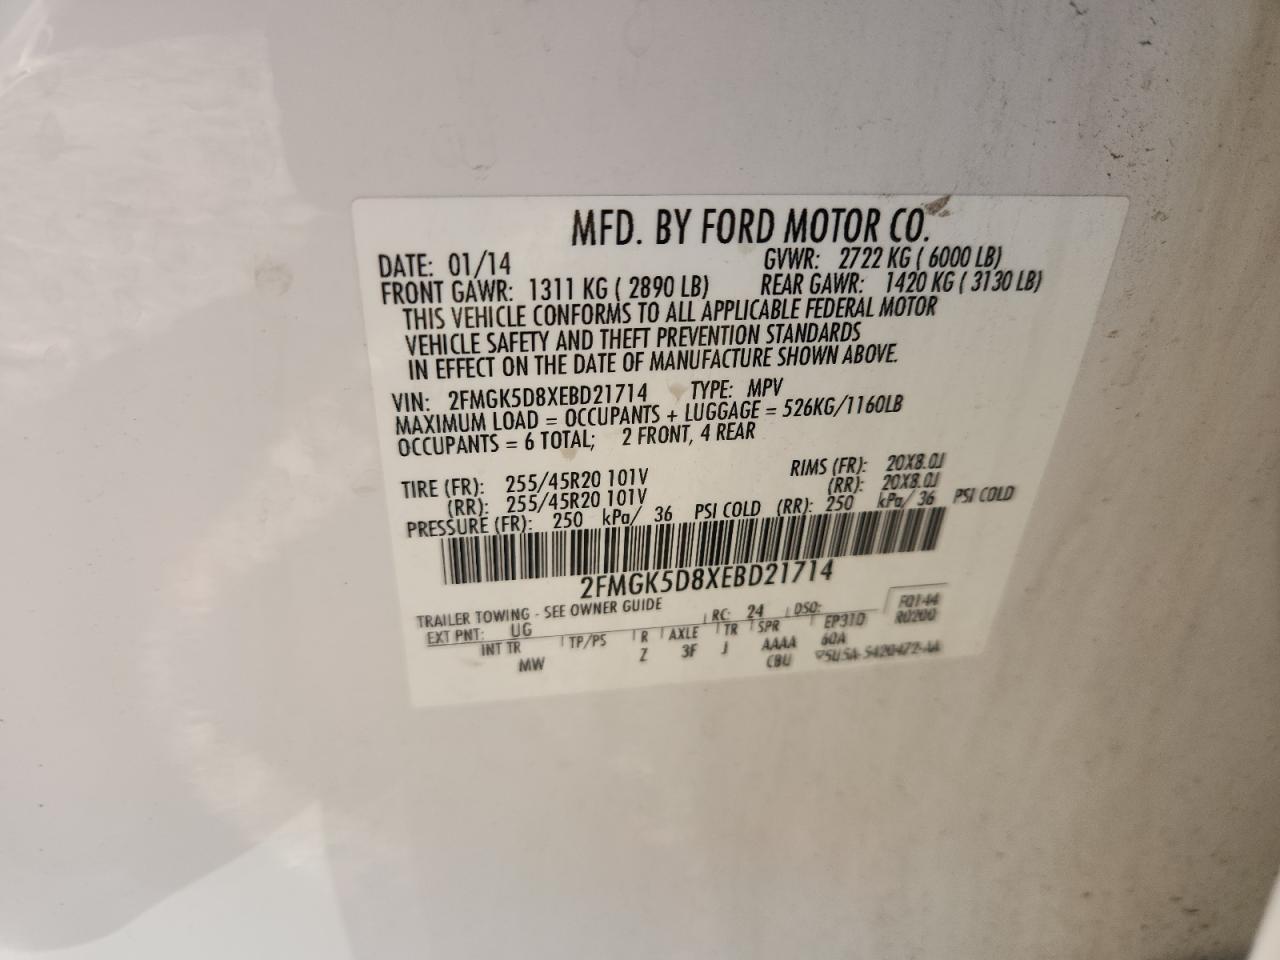 MFD. BY FORD MOTOR CO.
DATE: 01/14 GVWR: 2722 KG ( 6000 LB)
FRONT GAWR: 1311 KG ( 2890 LB) REAR GAWR: 1420 KG ( 3130 LB)
THIS VEHICLE CONFORMS TO ALL APPLICABLE FEDERAL MOTOR
VEHICLE SAFETY AND THEFT PREVENTION STANDARDS
IN EFFECT ON THE DATE OF MANUFACTURE SHOWN ABOVE.
VIN: 2FMGK5D8XEBD21714 TYPE: MPV
MAXIMUM LOAD = OCCUPANTS + LUGGAGE = 526KG/1160LB
OCCUPANTS = 6 TOTAL; 2 FRONT, 4 REAR
TIRE (FR): 255/45R20 101V RIMS (FR): 20X8.0J
(RR): 255/45R20 101V (RR): 20X8.0J
PRESSURE (FR): 250 kPa/ 36 PSI COLD (RR): 250 kPa/ 36 PSI COLD
2FMGK5D8XEBD21714
TRAILER TOWING - SEE OWNER GUIDE
EXT PNT: UG RC: 24 DSO: EP31D F0144
R0200
INT TR TP/PS R AXLE TR SPR 60A
MW Z 3F J AAAA
CBU